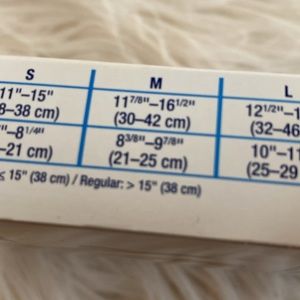 S M L
11"–15" 11 7/8"–16 1/2" 12 1/2"–1
8–38 cm) (30–42 cm) (32–46
"–8 1/4" 8 3/8"–9 7/8" 10"–11
–21 cm) (21–25 cm) (25–29
≤ 15" (38 cm) / Regular: > 15" (38 cm)